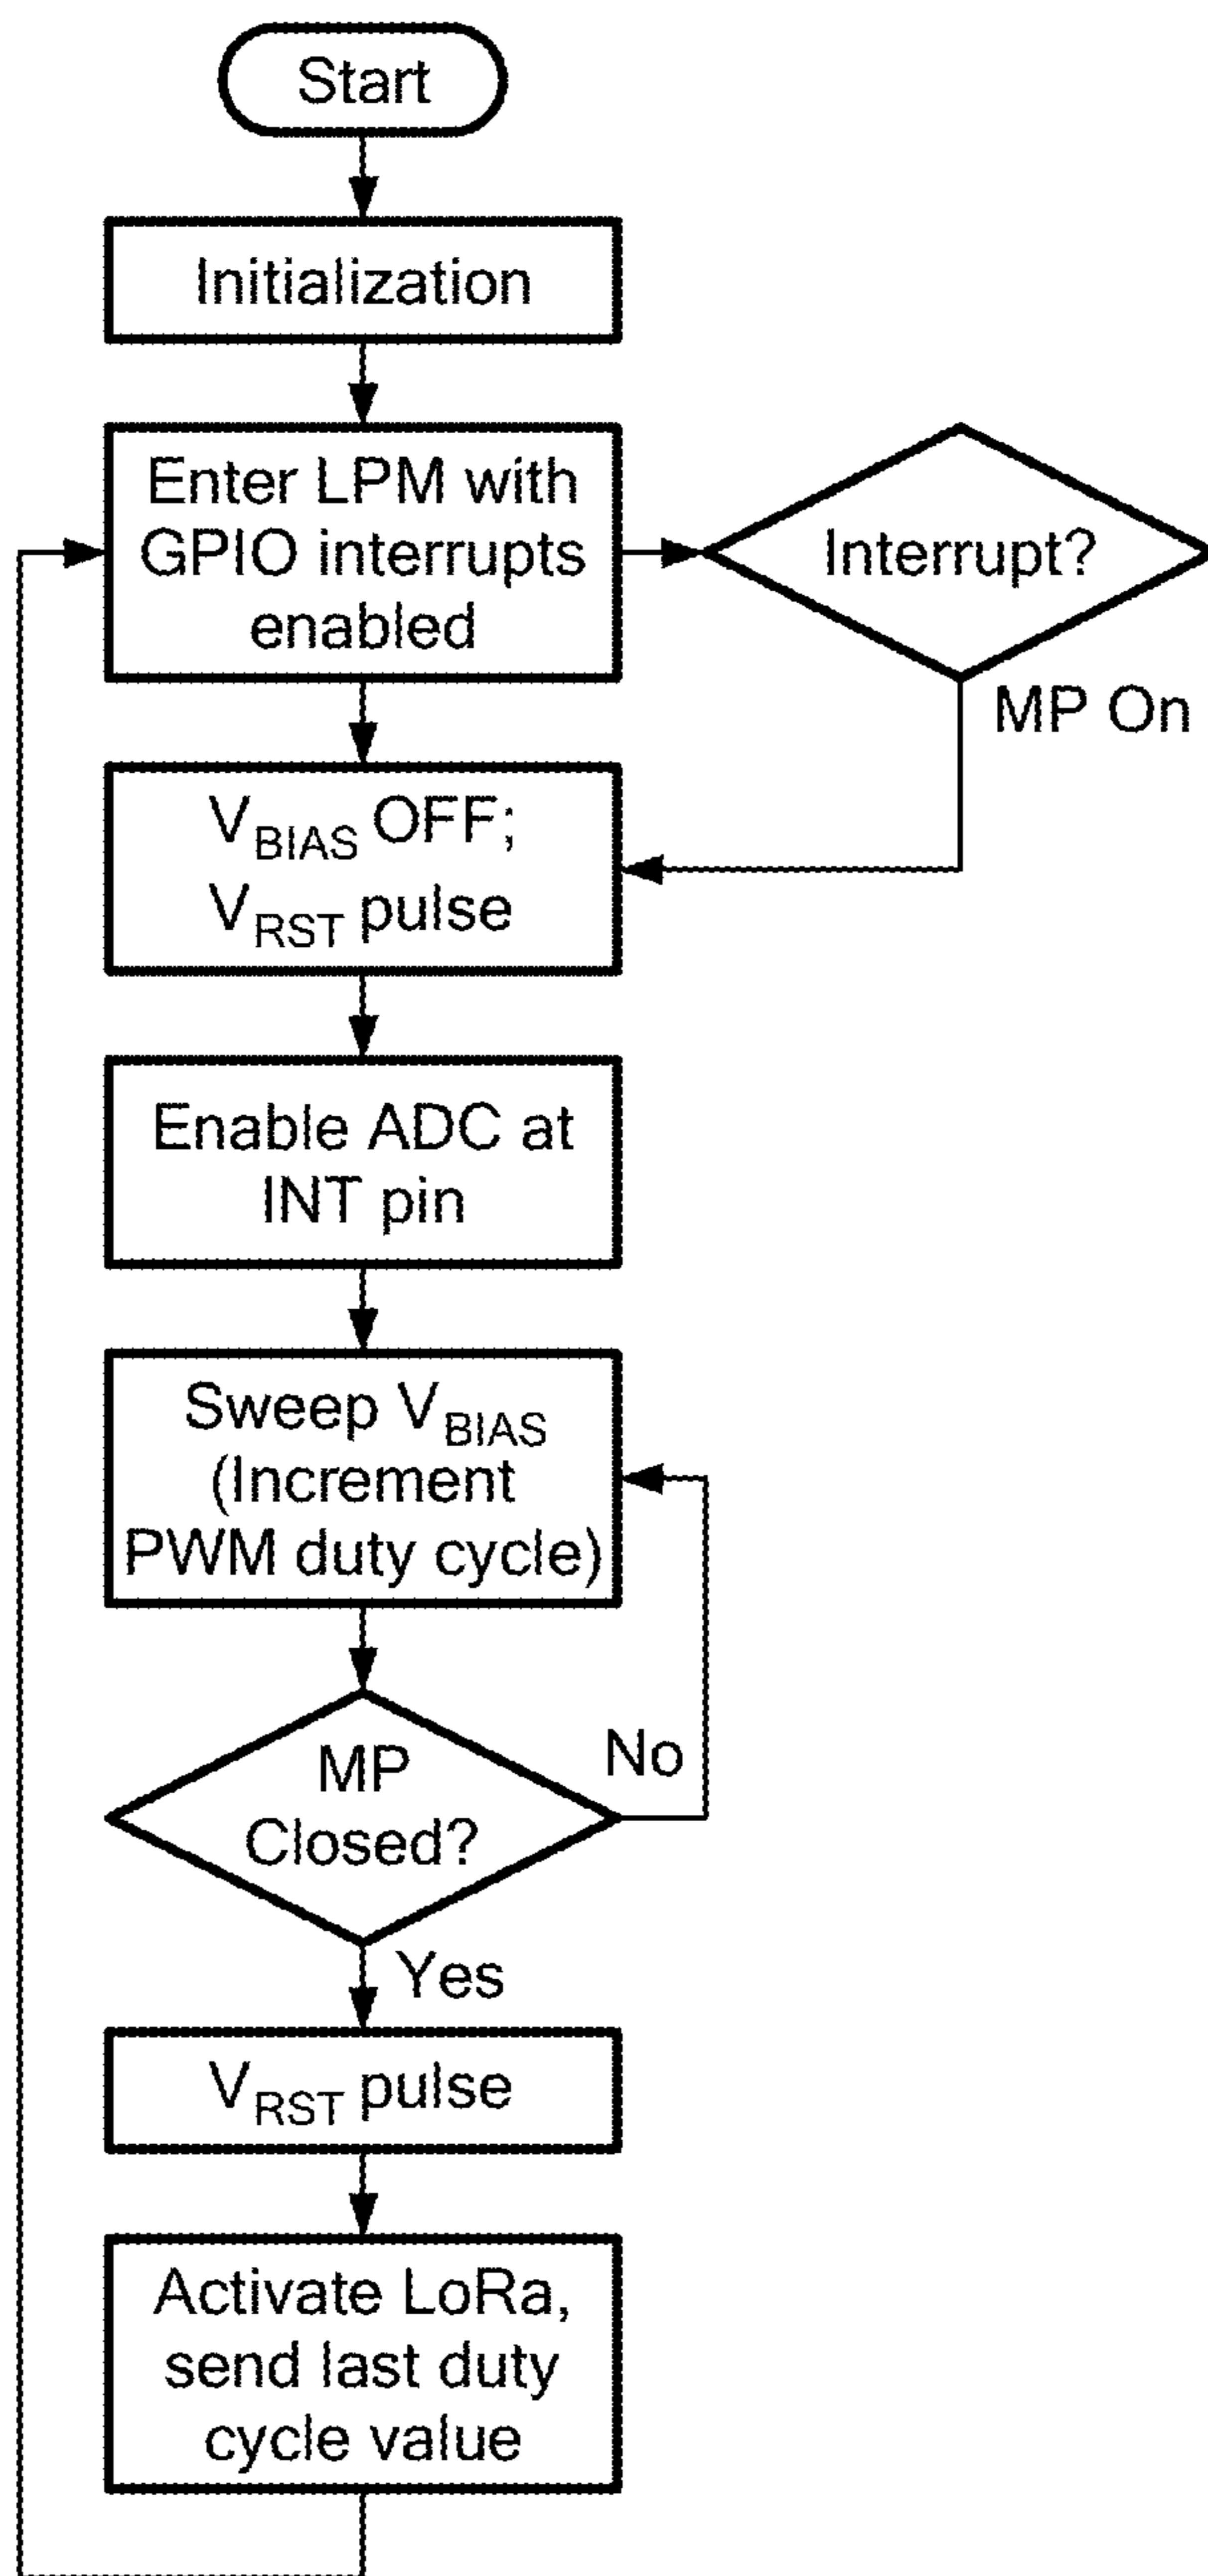 Start
Initialization
Enter LPM with
GPIO interrupts
enabled
Interrupt?
MP On
VBIAS OFF;
VRST pulse
Enable ADC at
INT pin
Sweep VBIAS
(Increment
PWM duty cycle)
MP
Closed?
No
Yes
VRST pulse
Activate LoRa,
send last duty
cycle value